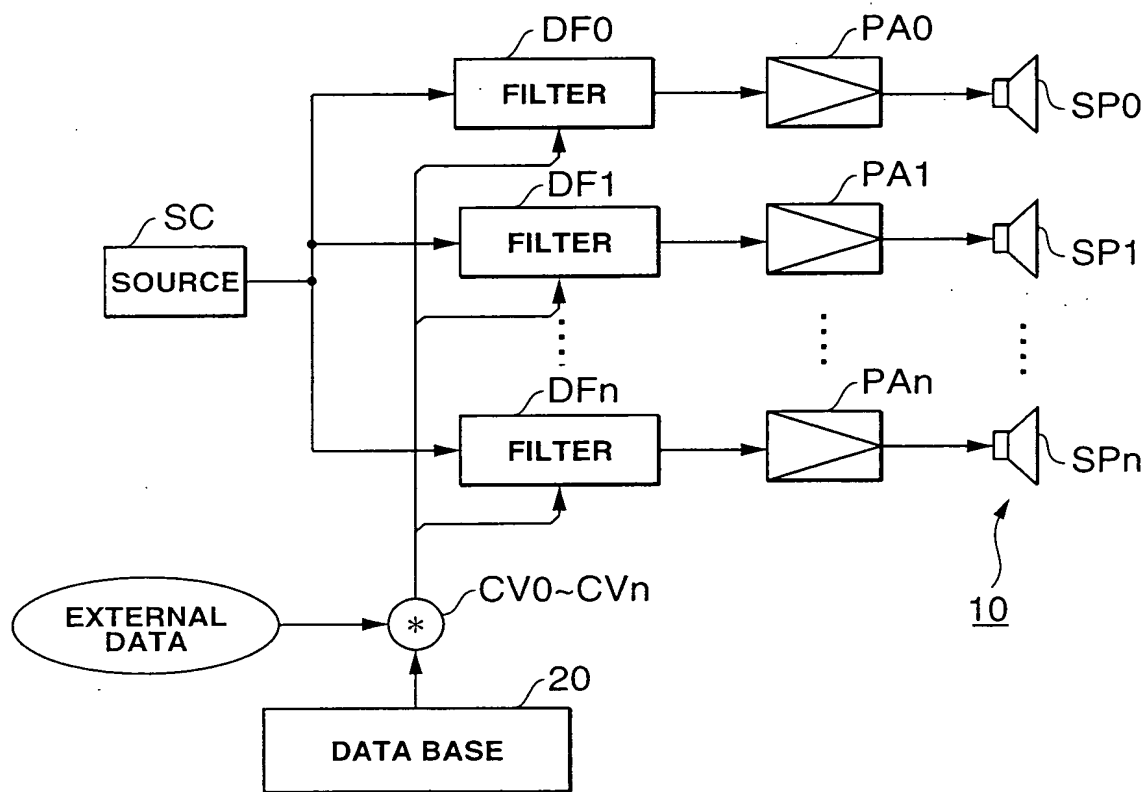 DF0
FILTER
PA0
SP0
DF1
FILTER
PA1
SP1
SC
SOURCE
DFn
FILTER
PAn
SPn
10
CV0~CVn
*
EXTERNAL
DATA
20
DATA BASE